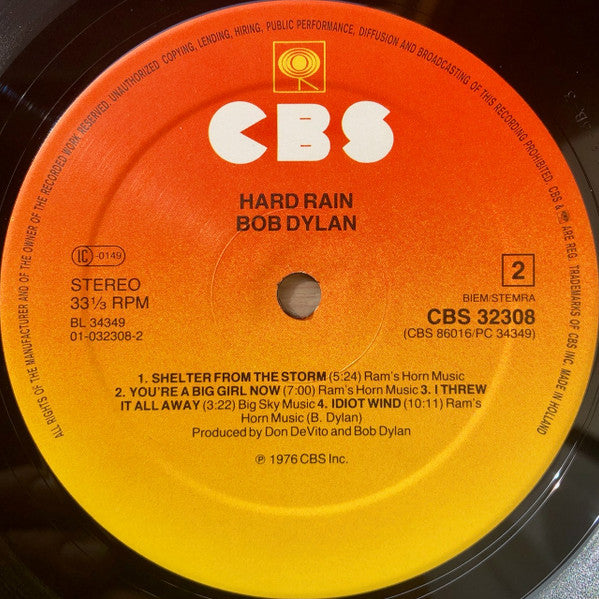 ALL RIGHTS OF THE MANUFACTURER AND OF THE OWNER OF THE RECORDED WORK RESERVED. UNAUTHORIZED COPYING, LENDING, HIRING, PUBLIC PERFORMANCE, DIFFUSION AND BROADCASTING OF THIS RECORDING PROHIBITED. CBS & ARE REG. TRADEMARKS OF CBS INC. MADE IN HOLLAND
CBS
HARD RAIN
BOB DYLAN
IC -0149
STEREO
33⅓ RPM
BL 34349
01-032308-2
2
BIEM/STEMRA
CBS 32308
(CBS 86016/PC 34349)
1. SHELTER FROM THE STORM (5:24) Ram's Horn Music
2. YOU'RE A BIG GIRL NOW (7:00) Ram's Horn Music 3. I THREW
IT ALL AWAY (3:22) Big Sky Music 4. IDIOT WIND (10:11) Ram's
Horn Music (B. Dylan)
Produced by Don DeVito and Bob Dylan
℗ 1976 CBS Inc.